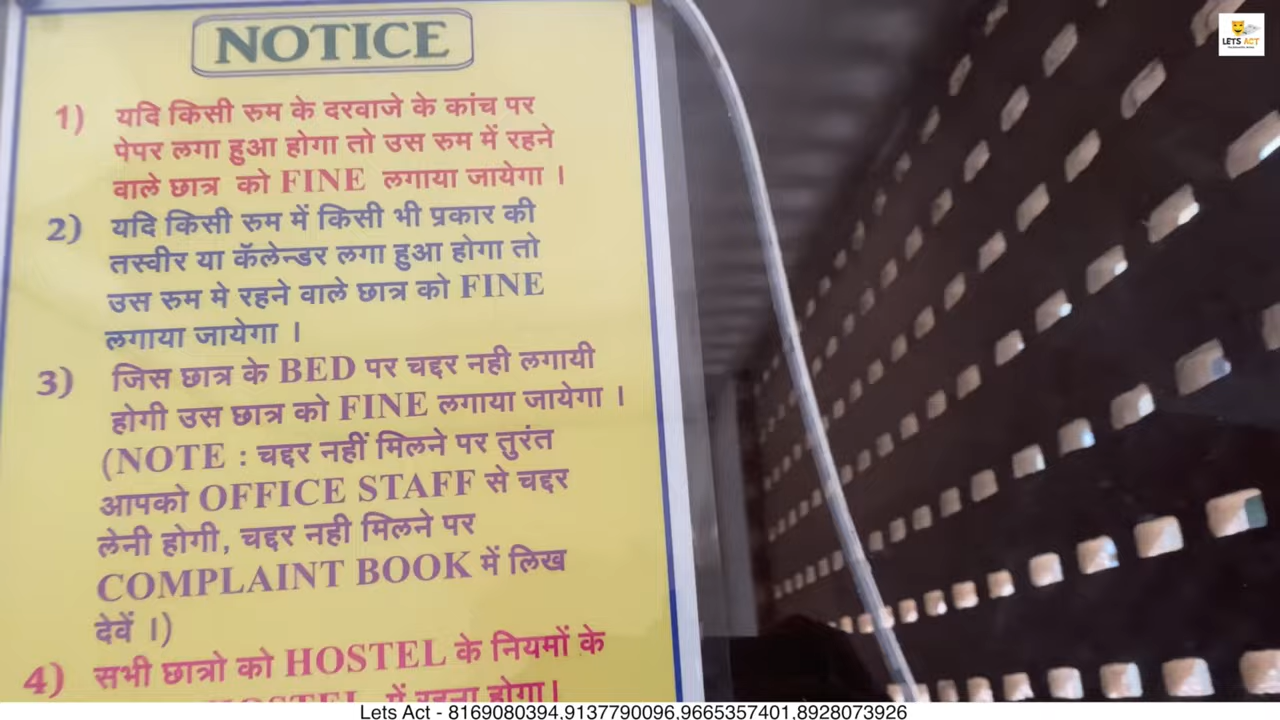 NOTICE
1) यदि किसी रुम के दरवाजे के कांच पर
पेपर लगा हुआ होगा तो उस रुम में रहने
वाले छात्र को FINE लगाया जायेगा ।
2) यदि किसी रुम में किसी भी प्रकार की
तस्वीर या कॅलेन्डर लगा हुआ होगा तो
उस रुम मे रहने वाले छात्र को FINE
लगाया जायेगा ।
3) जिस छात्र के BED पर चद्दर नही लगायी
होगी उस छात्र को FINE लगाया जायेगा ।
(NOTE : चद्दर नहीं मिलने पर तुरंत
आपको OFFICE STAFF से चद्दर
लेनी होगी, चद्दर नही मिलने पर
COMPLAINT BOOK में लिख
देवें ।)
4) सभी छात्रो को HOSTEL के नियमों के
HOSTEL में रहना होगा।
LETS ACT
Lets Act - 8169080394,9137790096,9665357401,8928073926